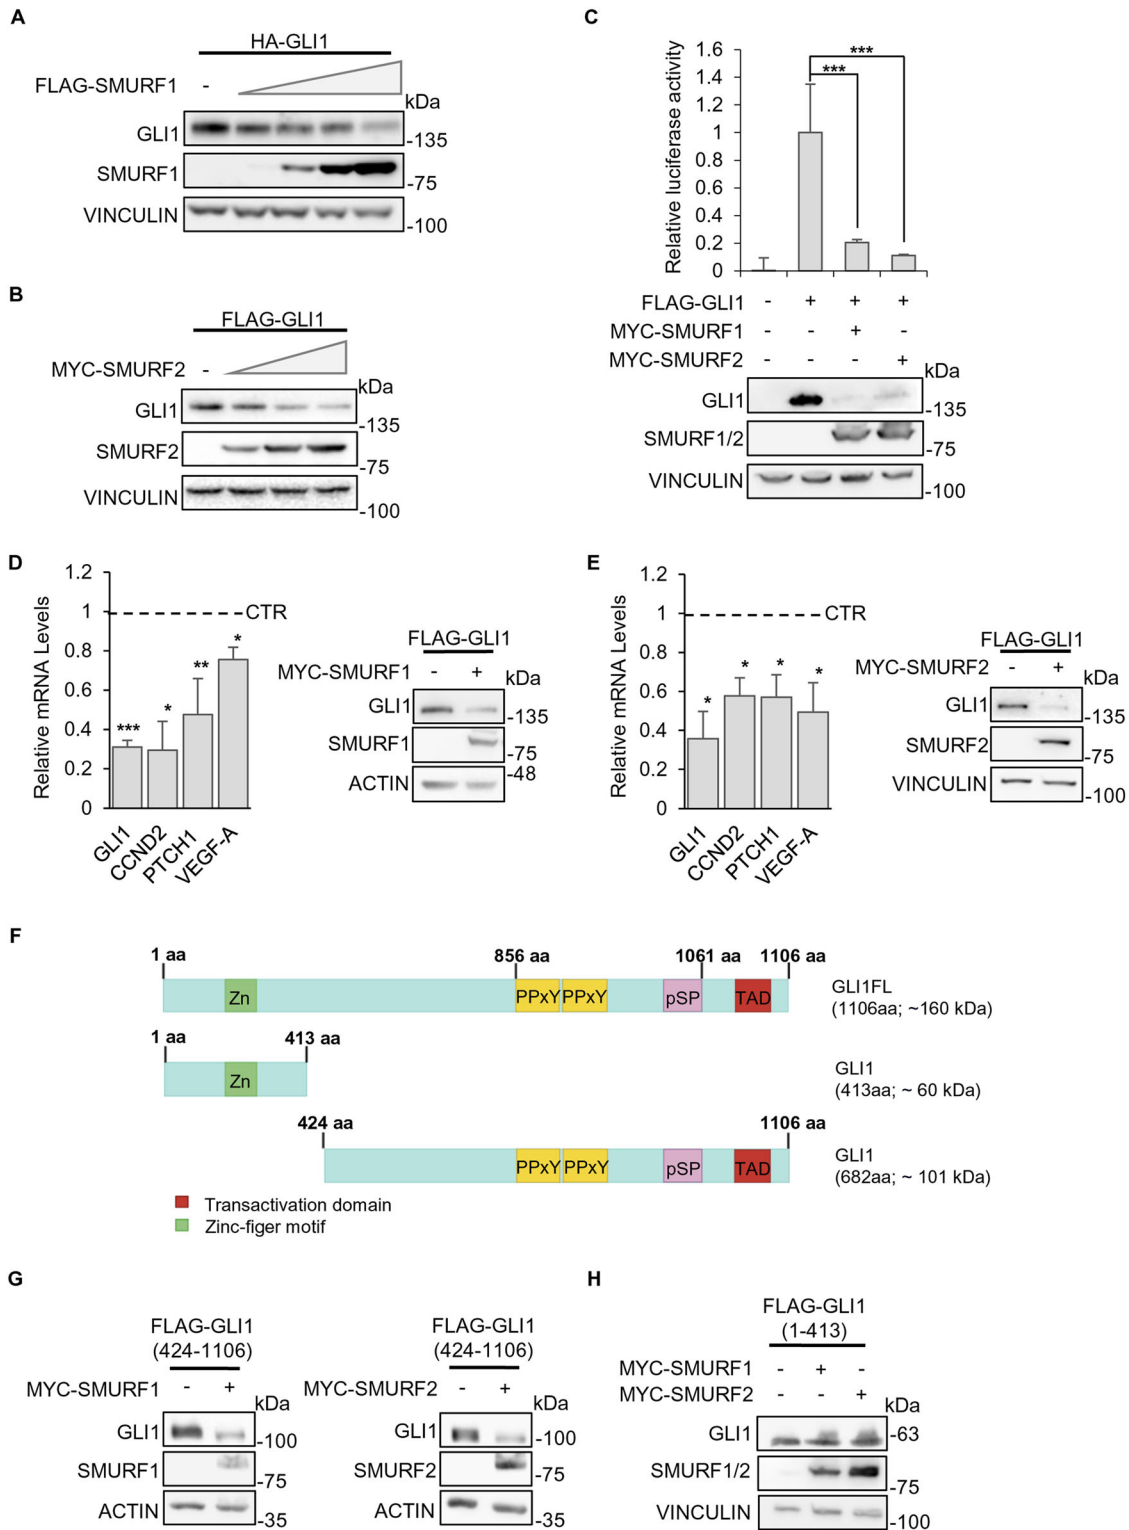 A
HA-GLI1
FLAG-SMURF1 -
kDa
GLI1
-135
SMURF1
-75
VINCULIN
-100
B
FLAG-GLI1
MYC-SMURF2 -
kDa
GLI1
-135
SMURF2
-75
VINCULIN
-100
C
Relative luciferase activity
1.6
1.4
1.2
1
0.8
0.6
0.4
0.2
0
***
***
FLAG-GLI1 - + + +
MYC-SMURF1 - - + -
MYC-SMURF2 - - - +
kDa
GLI1
-135
SMURF1/2
-75
VINCULIN
-100
D
Relative mRNA Levels
1.2
1
0.8
0.6
0.4
0.2
0
CTR
***
*
**
*
GLI1
CCND2
PTCH1
VEGF-A
FLAG-GLI1
MYC-SMURF1 - +
kDa
GLI1
-135
SMURF1
-75
-48
ACTIN
E
Relative mRNA Levels
1.2
1
0.8
0.6
0.4
0.2
0
CTR
*
*
*
*
GLI1
CCND2
PTCH1
VEGF-A
FLAG-GLI1
MYC-SMURF2 - +
kDa
GLI1
-135
SMURF2
-75
VINCULIN
-100
F
1 aa 856 aa 1061 aa 1106 aa
Zn PPxY PPxY pSP TAD
GLI1FL
(1106aa; ~160 kDa)
1 aa 413 aa
Zn
GLI1
(413aa; ~ 60 kDa)
424 aa 1106 aa
PPxY PPxY pSP TAD
GLI1
(682aa; ~ 101 kDa)
Transactivation domain
Zinc-figer motif
G
FLAG-GLI1
(424-1106)
MYC-SMURF1 - +
kDa
GLI1
-100
SMURF1
-75
ACTIN
-35
FLAG-GLI1
(424-1106)
MYC-SMURF2 - +
kDa
GLI1
-100
SMURF2
-75
ACTIN
-35
H
FLAG-GLI1
(1-413)
MYC-SMURF1 - + -
MYC-SMURF2 - - +
kDa
GLI1
-63
SMURF1/2
-75
VINCULIN
-100